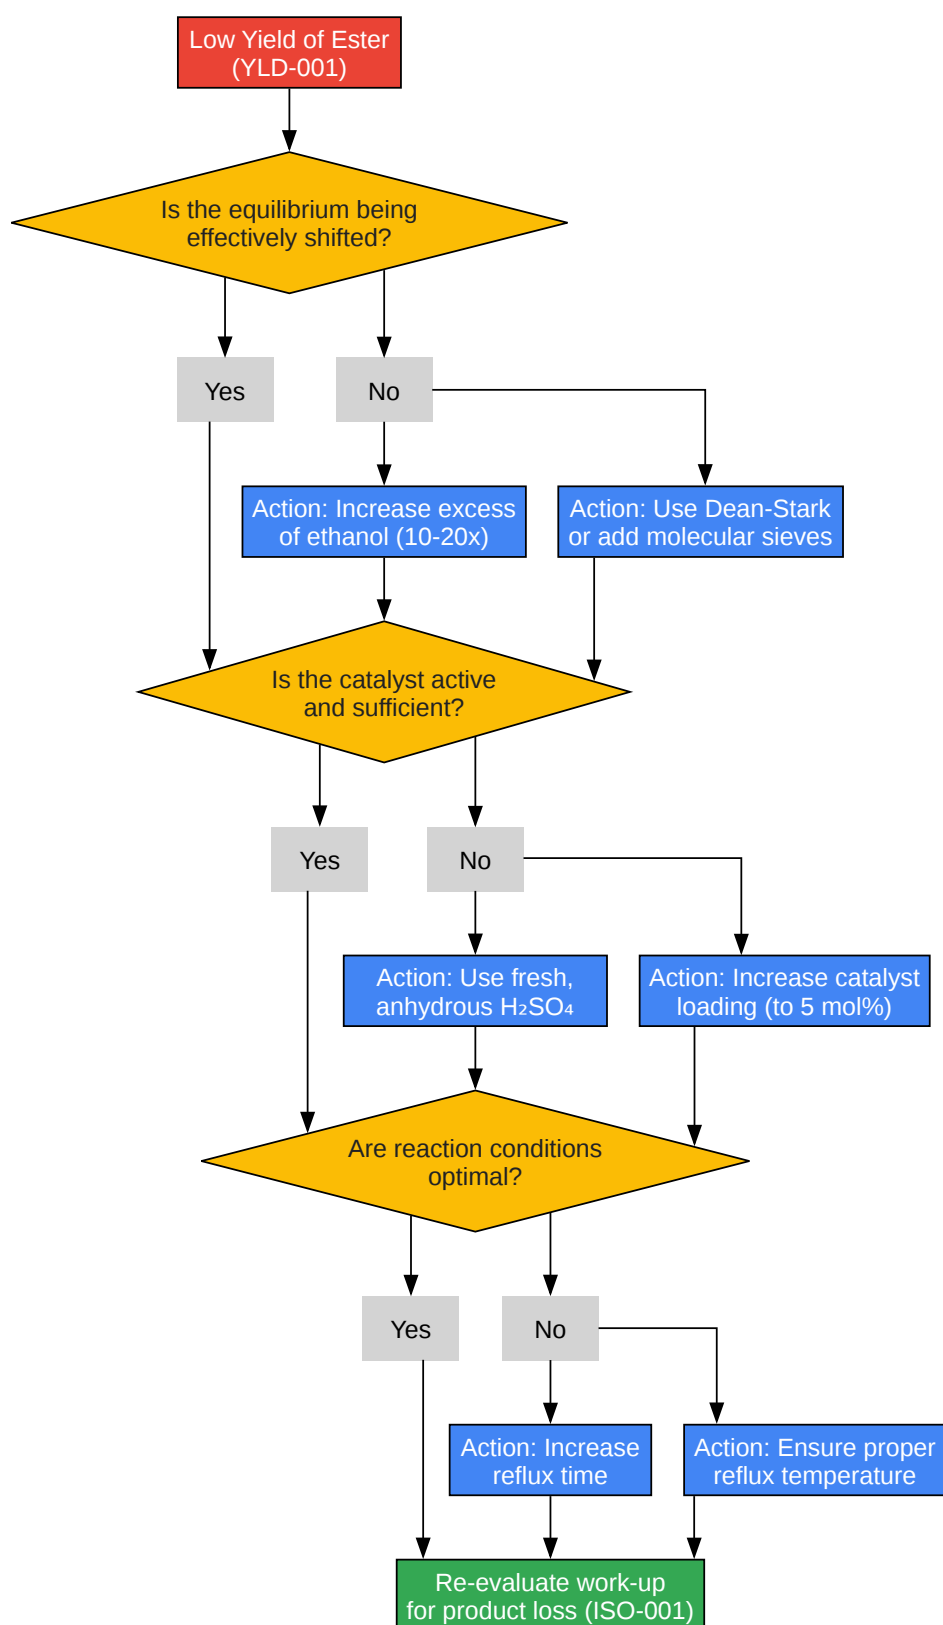 Low Yield of Ester
(YLD-001)
Is the equilibrium being
effectively shifted?
Yes
No
Action: Increase excess
of ethanol (10-20x)
Action: Use Dean-Stark
or add molecular sieves
Is the catalyst active
and sufficient?
Yes
No
Action: Use fresh,
anhydrous H₂SO₄
Action: Increase catalyst
loading (to 5 mol%)
Are reaction conditions
optimal?
Yes
No
Action: Increase
reflux time
Action: Ensure proper
reflux temperature
Re-evaluate work-up
for product loss (ISO-001)